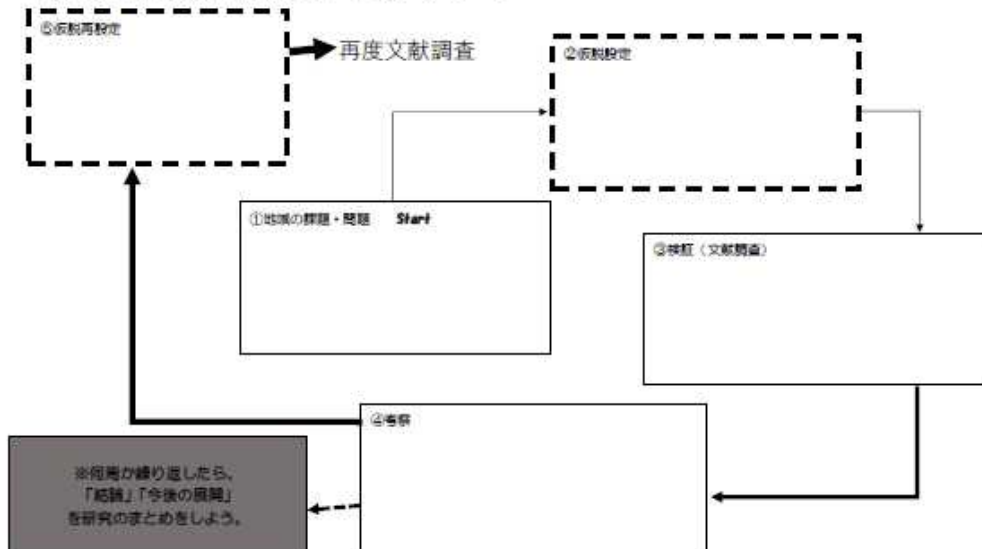 ⑤仮説再設定
再度文献調査
②仮説設定
①地域の課題・問題 Start
③検証（文献調査）
④考察
※何周か繰り返したら、
「結論」「今後の展開」
を研究のまとめをしよう。